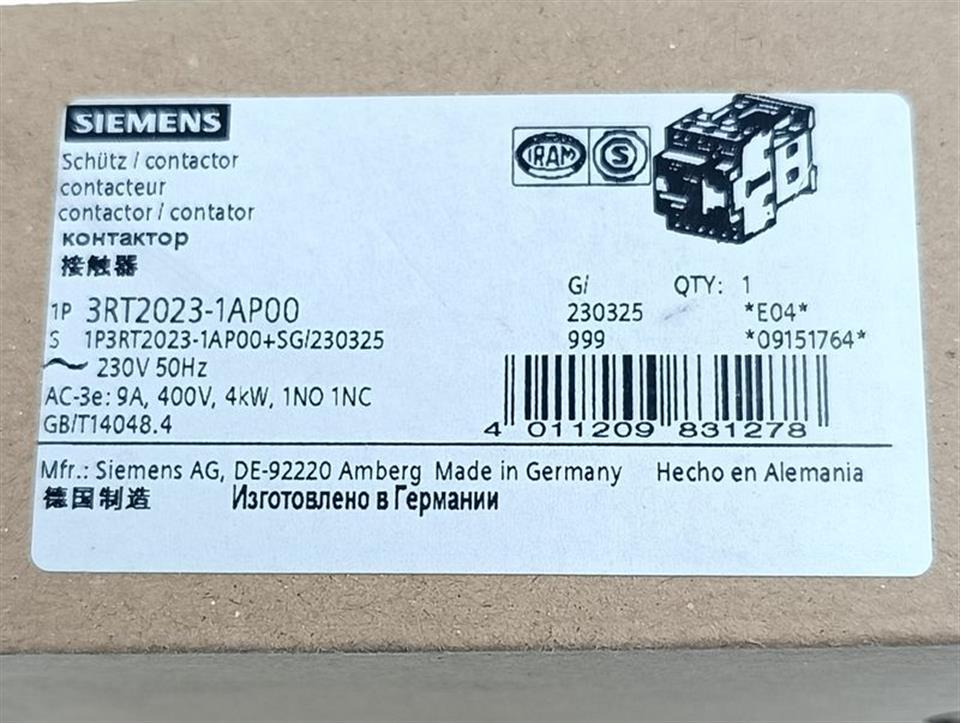 SIEMENS
Schütz / contactor
contacteur
contactor / contator
контактор
接触器
IRAM S
G/ QTY: 1
1P 3RT2023-1AP00 230325 *E04*
S 1P3RT2023-1AP00+SG/230325 999 *09151764*
~ 230V 50Hz
AC-3e: 9A, 400V, 4kW, 1NO 1NC
GB/T14048.4
4 011209 831278
Mfr.: Siemens AG, DE-92220 Amberg Made in Germany Hecho en Alemania
德国制造 Изготовлено в Германии